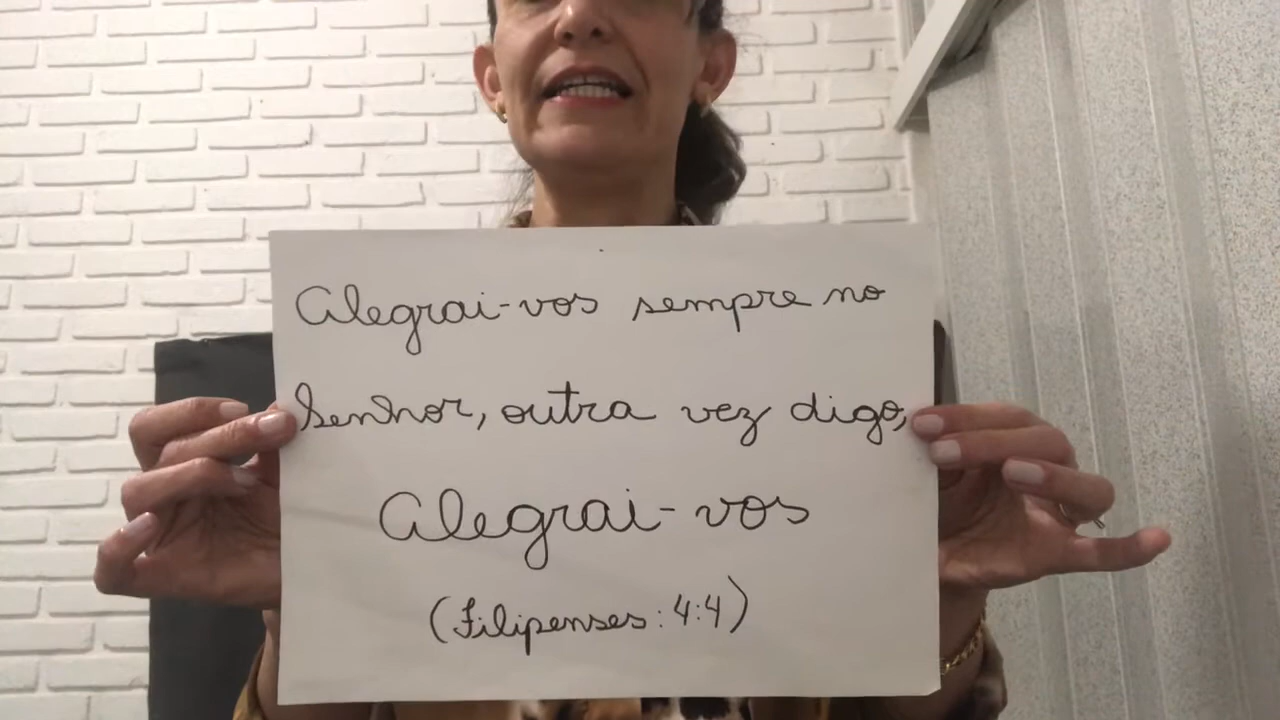 Alegrai-vos sempre no
Senhor, outra vez digo,
Alegrai-vos
(Filipenses: 4:4)